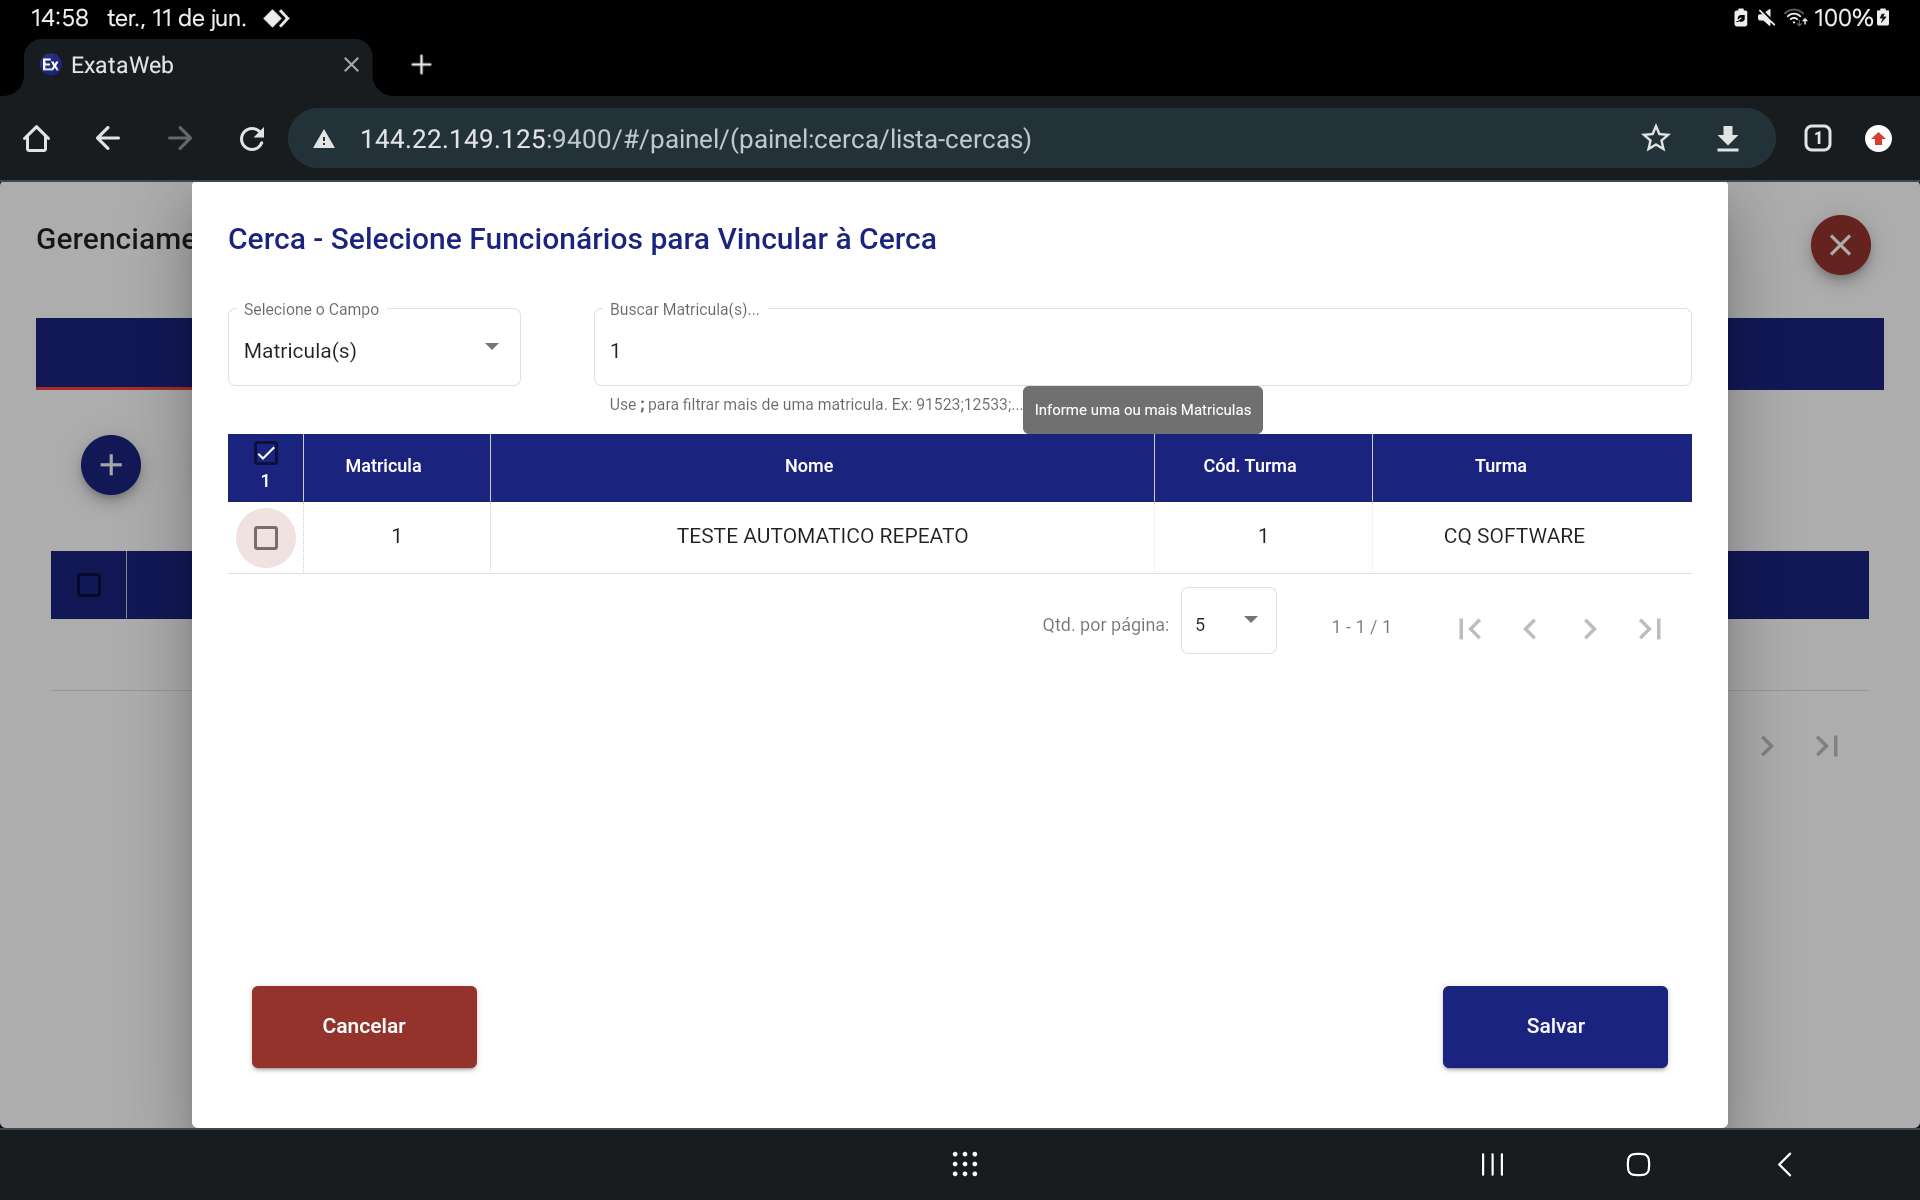 14:58 ter., 11 de jun. 100%
Ex ExataWeb
144.22.149.125:9400/#/painel/(painel:cerca/lista-cercas) 1
Gerenciame
Cerca - Selecione Funcionários para Vincular à Cerca
Selecione o Campo Buscar Matricula(s)...
Matricula(s) 1
Use ; para filtrar mais de uma matricula. Ex: 91523;12533;...
Informe uma ou mais Matriculas
1 Matricula Nome Cód. Turma Turma
1 TESTE AUTOMATICO REPEATO 1 CQ SOFTWARE
Qtd. por página: 5 1 - 1 / 1
Cancelar Salvar